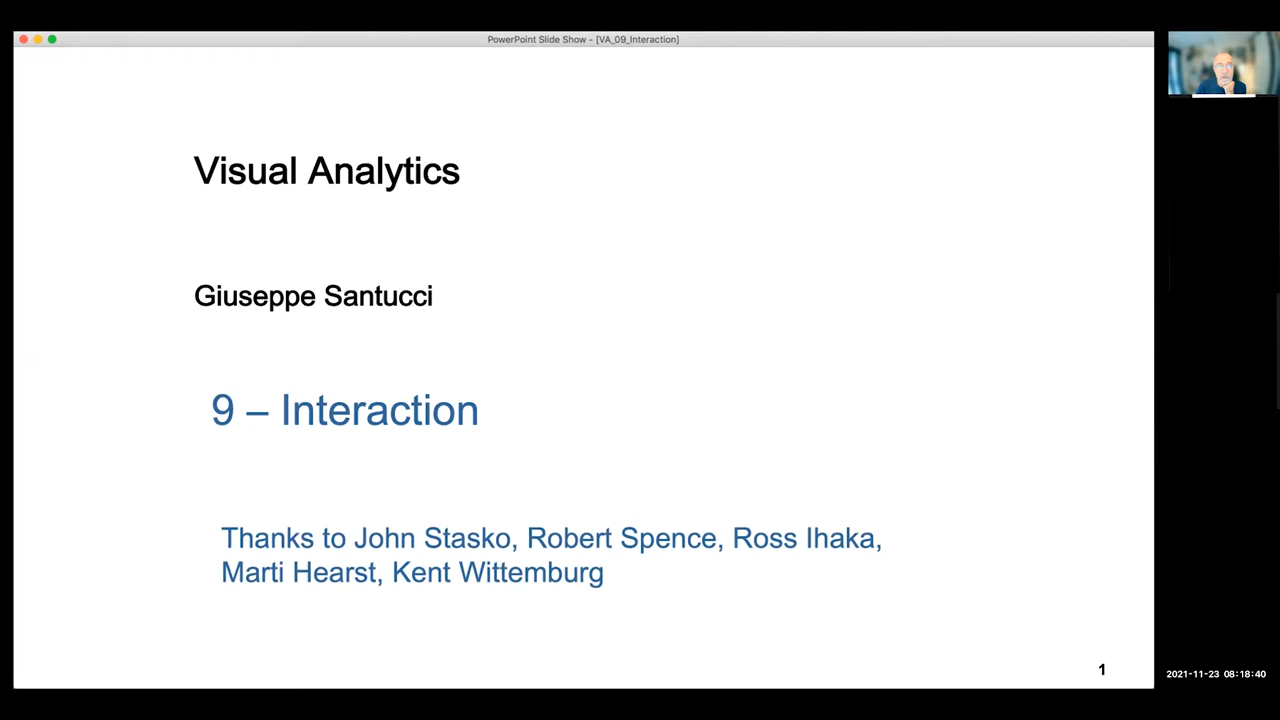 PowerPoint Slide Show - [VA_09_Interaction]
Visual Analytics
Giuseppe Santucci
9 – Interaction
Thanks to John Stasko, Robert Spence, Ross Ihaka,
Marti Hearst, Kent Wittemburg
1
2021-11-23 08:18:40